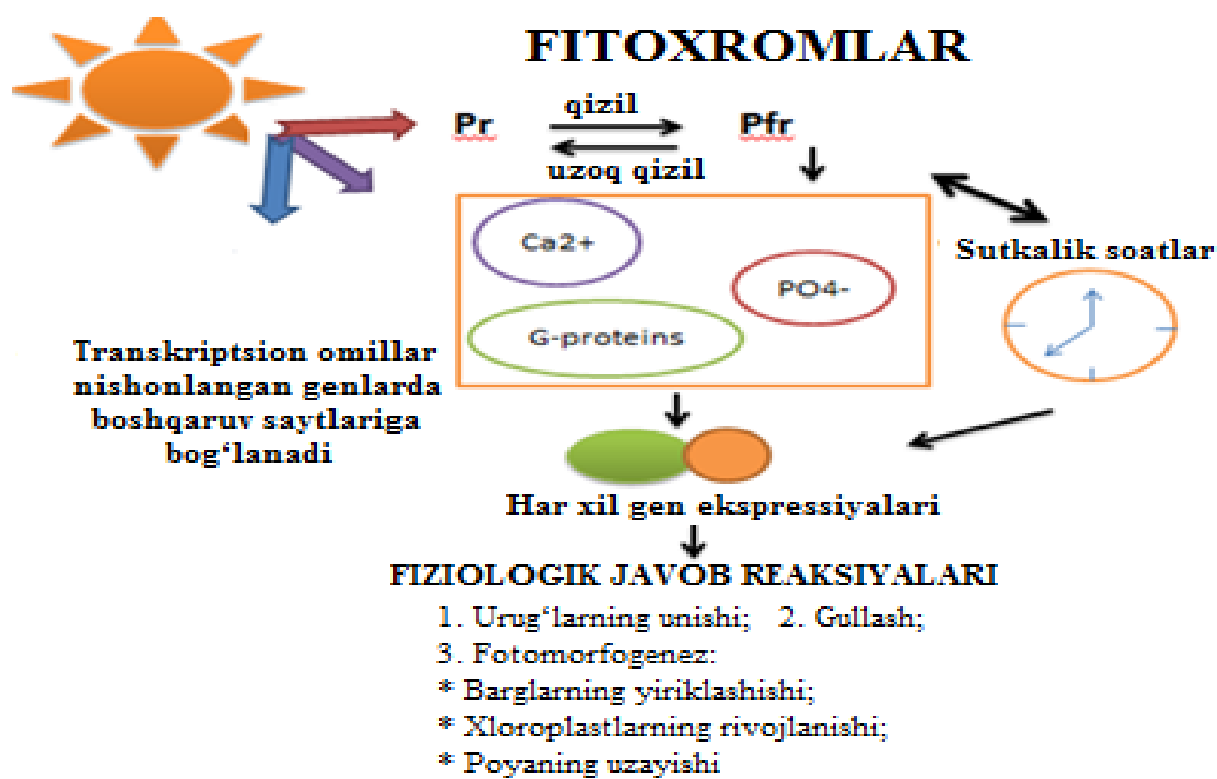 FITOXROMLAR
qizil
Pr
Pfr
uzoq qizil
Ca2+
PO4-
G-proteins
Sutkalik soatlar
Transkriptsion omillar
nishonlangan genlarda
boshqaruv saytlariga
bog‘lanadi
Har xil gen ekspressiyalari
FIZIOLOGIK JAVOB REAKSIYALARI
1. Urug‘larning unishi; 2. Gullash;
3. Fotomorfogenez:
* Barglarning yiriklashishi;
* Xloroplastlarning rivojlanishi;
* Poyaning uzayishi